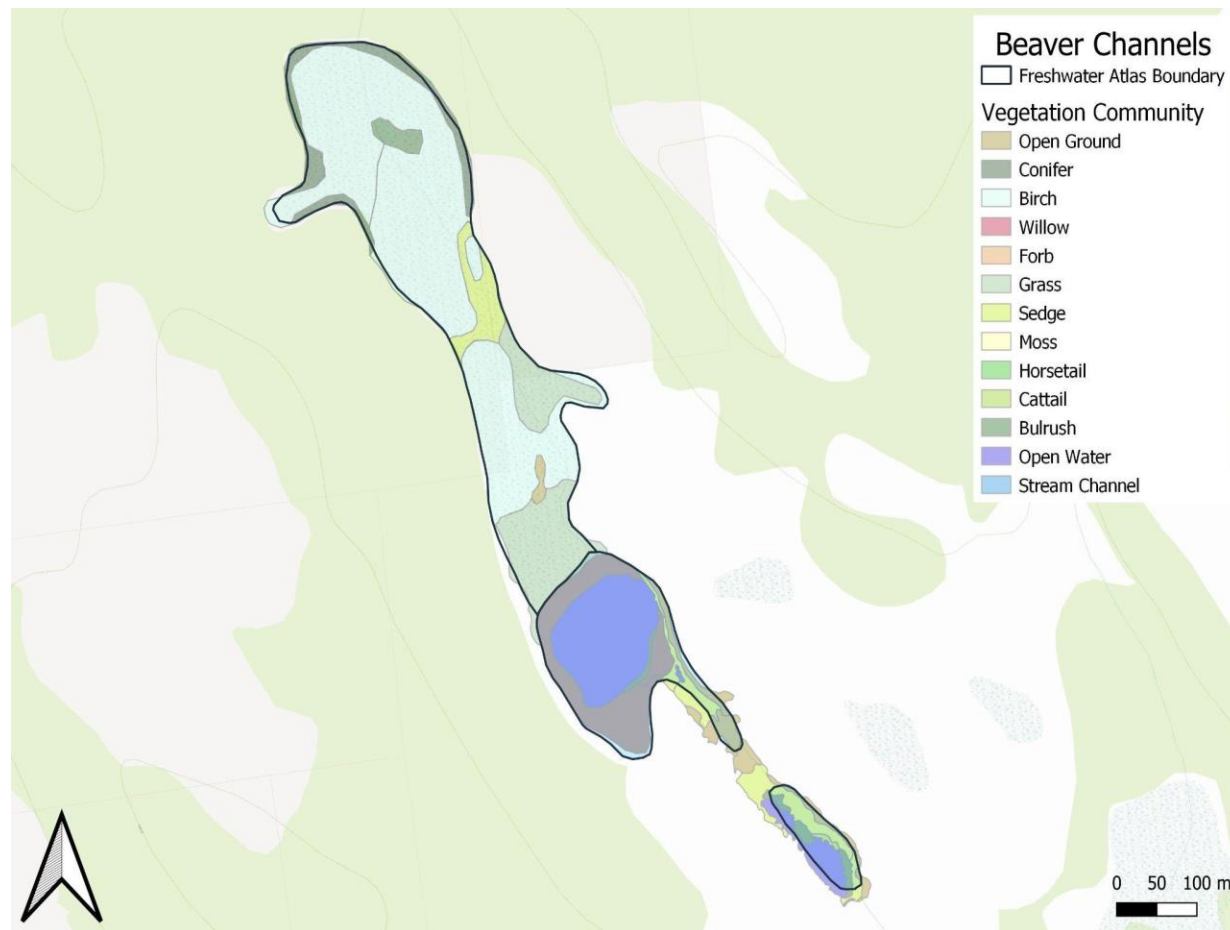 Beaver Channels
Freshwater Atlas Boundary
Vegetation Community
Open Ground
Conifer
Birch
Willow
Forb
Grass
Sedge
Moss
Horsetail
Cattail
Bulrush
Open Water
Stream Channel
0 50 100 m